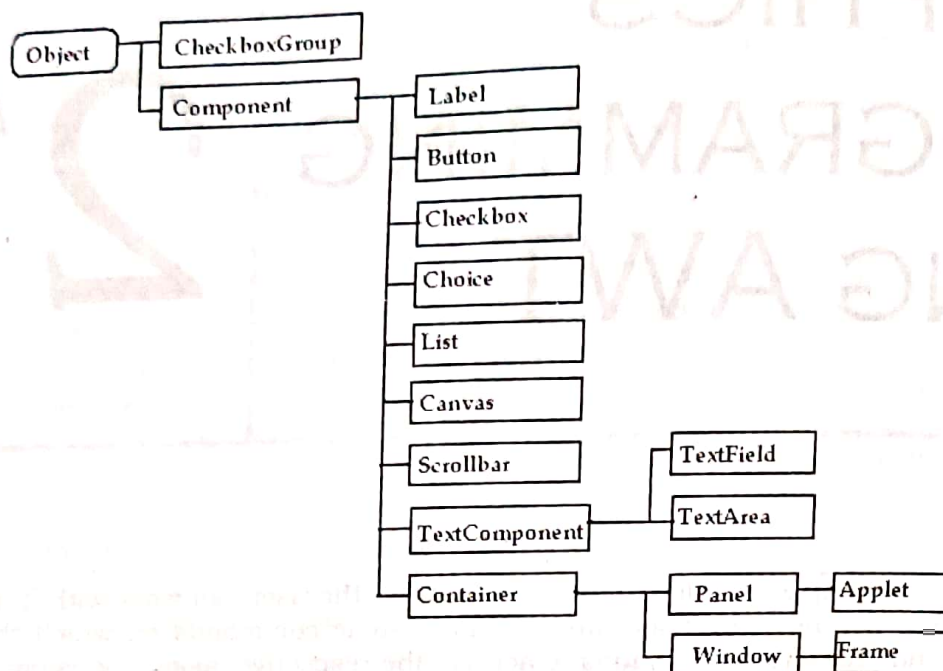 Object
CheckboxGroup
Component
Label
Button
Checkbox
Choice
List
Canvas
Scrollbar
TextComponent
TextField
TextArea
Container
Panel
Applet
Window
Frame